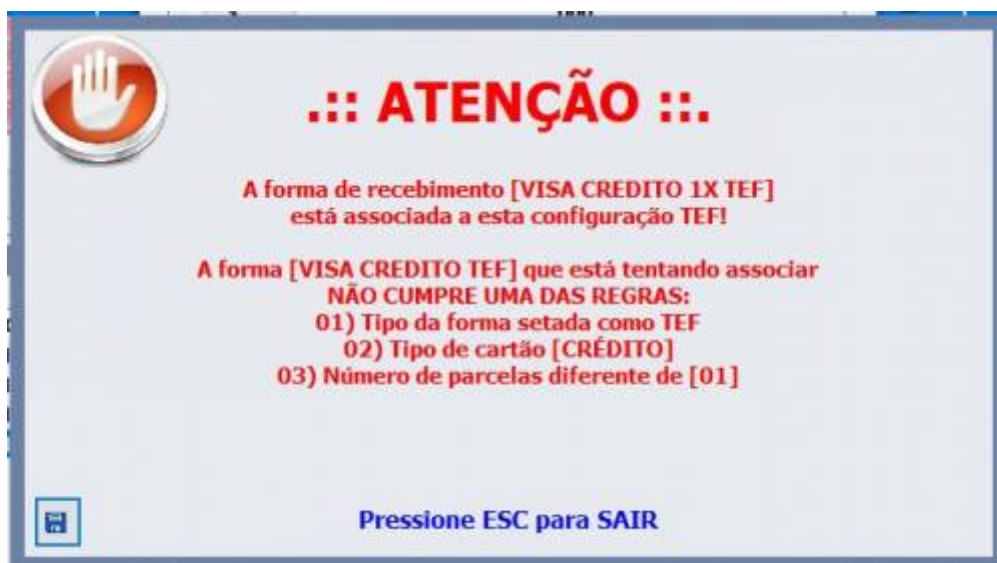 .:: ATENÇÃO ::.
A forma de recebimento [VISA CREDITO 1X TEF]
está associada a esta configuração TEF!
A forma [VISA CREDITO TEF] que está tentando associar
NÃO CUMPRE UMA DAS REGRAS:
01) Tipo da forma setada como TEF
02) Tipo de cartão [CRÉDITO]
03) Número de parcelas diferente de [01]
Pressione ESC para SAIR